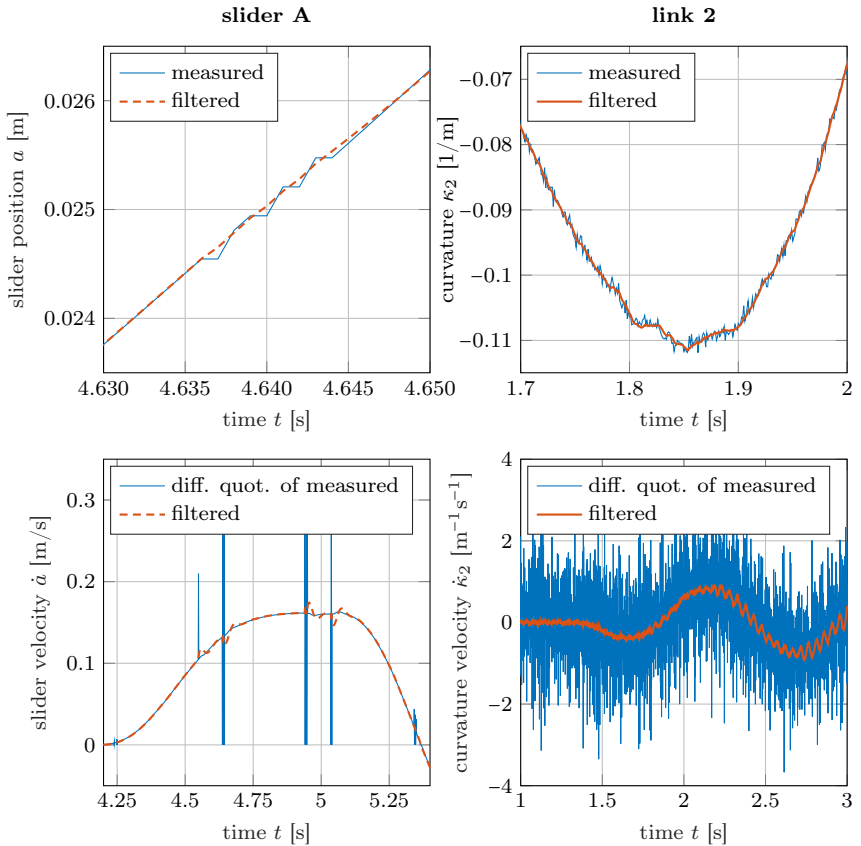 slider A
link 2
measured
filtered
0.026
0.025
0.024
slider position a [m]
4.630 4.635 4.640 4.645 4.650
time t [s]
measured
filtered
−0.07
−0.08
−0.09
−0.1
−0.11
curvature κ₂ [1/m]
1.7 1.8 1.9 2
time t [s]
diff. quot. of measured
filtered
0.3
0.2
0.1
0
slider velocity ȧ [m/s]
4.25 4.5 4.75 5 5.25
time t [s]
diff. quot. of measured
filtered
4
2
0
−2
−4
curvature velocity κ̇₂ [m⁻¹s⁻¹]
1 1.5 2 2.5 3
time t [s]